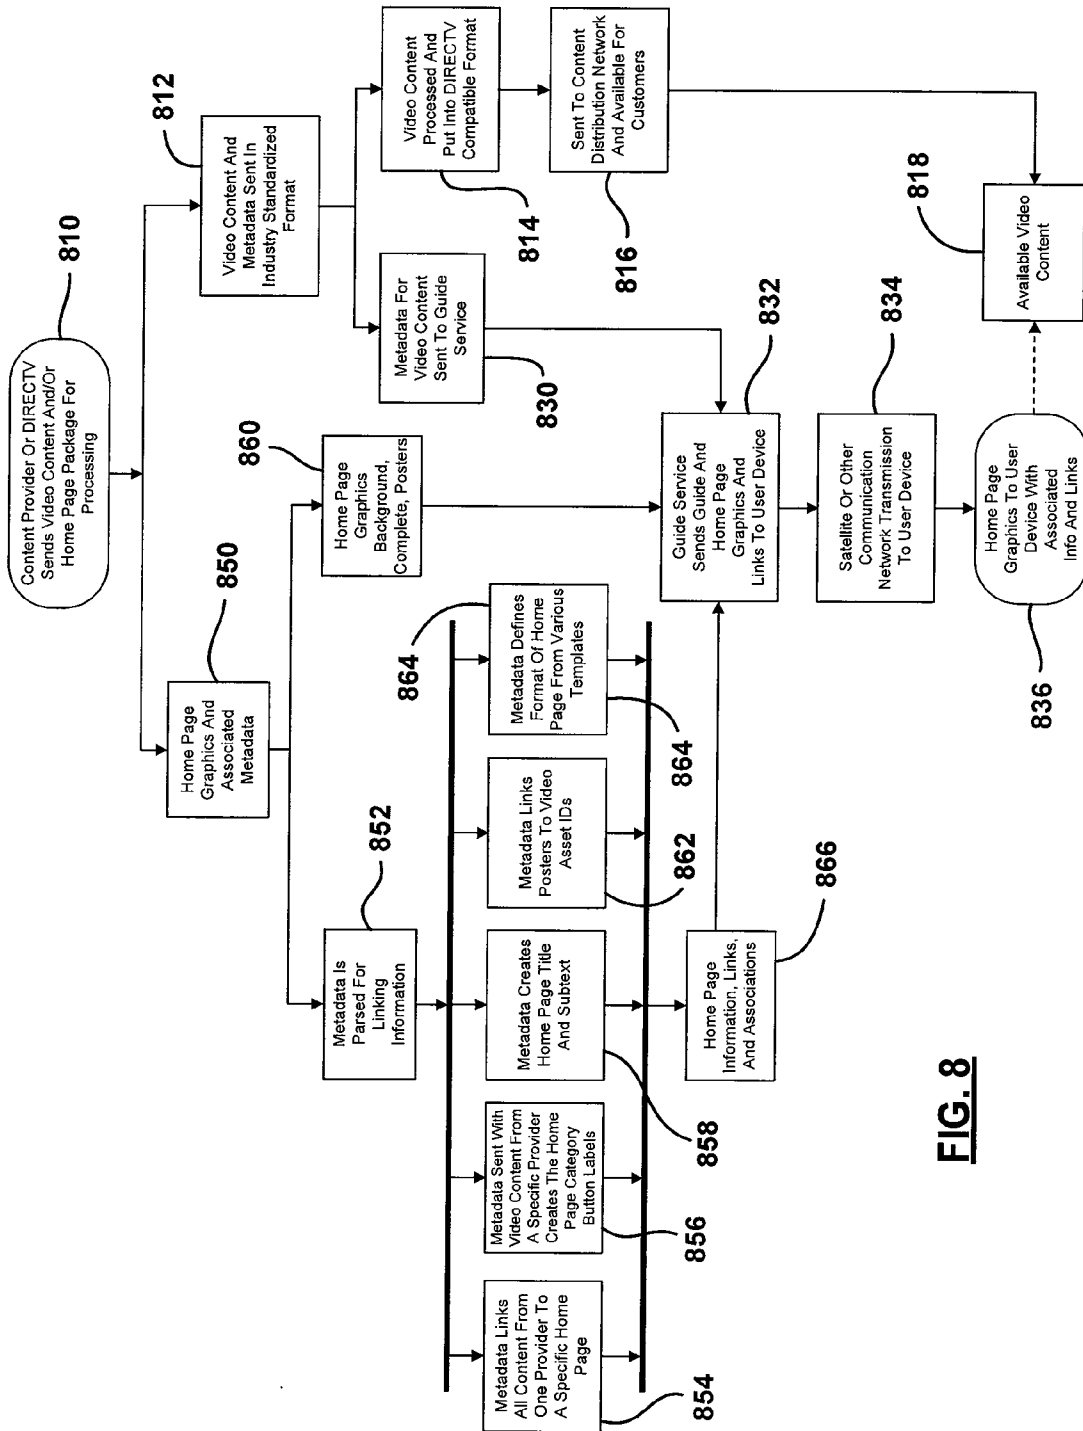 Content Provider Or DIRECTV
Sends Video Content And/Or
Home Page Package For
Processing
810
Home Page
Graphics And
Associated
Metadata
850
Video Content And
Metadata Sent In
Industry Standardized
Format
812
Metadata Is
Parsed For
Linking
Information
852
Home Page
Graphics
Background,
Complete, Posters
860
Metadata For
Video Content
Sent To Guide
Service
830
Video Content
Processed And
Put Into DIRECTV
Compatible Format
814
Metadata Links
All Content From
One Provider To
A Specific Home
Page
854
Metadata Sent With
Video Content From
A Specific Provider
Creates The Home
Page Category
Button Labels
856
Metadata Creates
Home Page Title
And Subtext
858
Metadata Links
Posters To Video
Asset IDs
862
864
Metadata Defines
Format Of Home
Page From Various
Templates
864
Sent To Content
Distribution Network
And Available For
Customers
816
Home Page
Information, Links,
And Associations
866
Guide Service
Sends Guide And
Home Page
Graphics And
Links To User Device
832
Satellite Or Other
Communication
Network Transmission
To User Device
834
Home Page
Graphics To User
Device With
Associated
Info And Links
836
Available Video
Content
818
FIG. 8